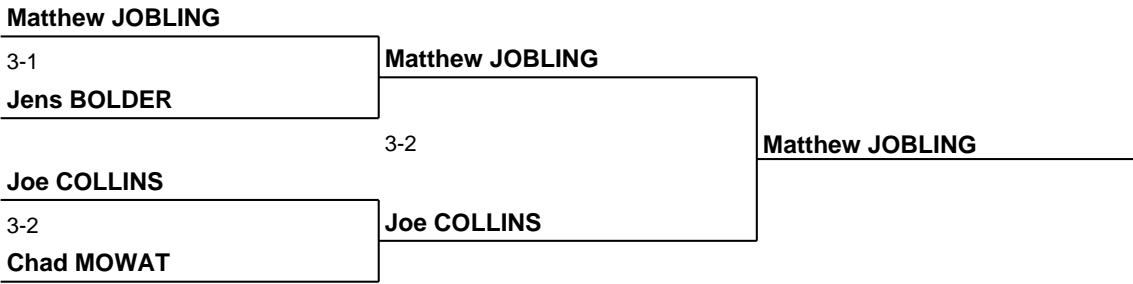 Matthew JOBLING
3-1
Matthew JOBLING
Jens BOLDER
3-2
Matthew JOBLING
Joe COLLINS
3-2
Joe COLLINS
Chad MOWAT